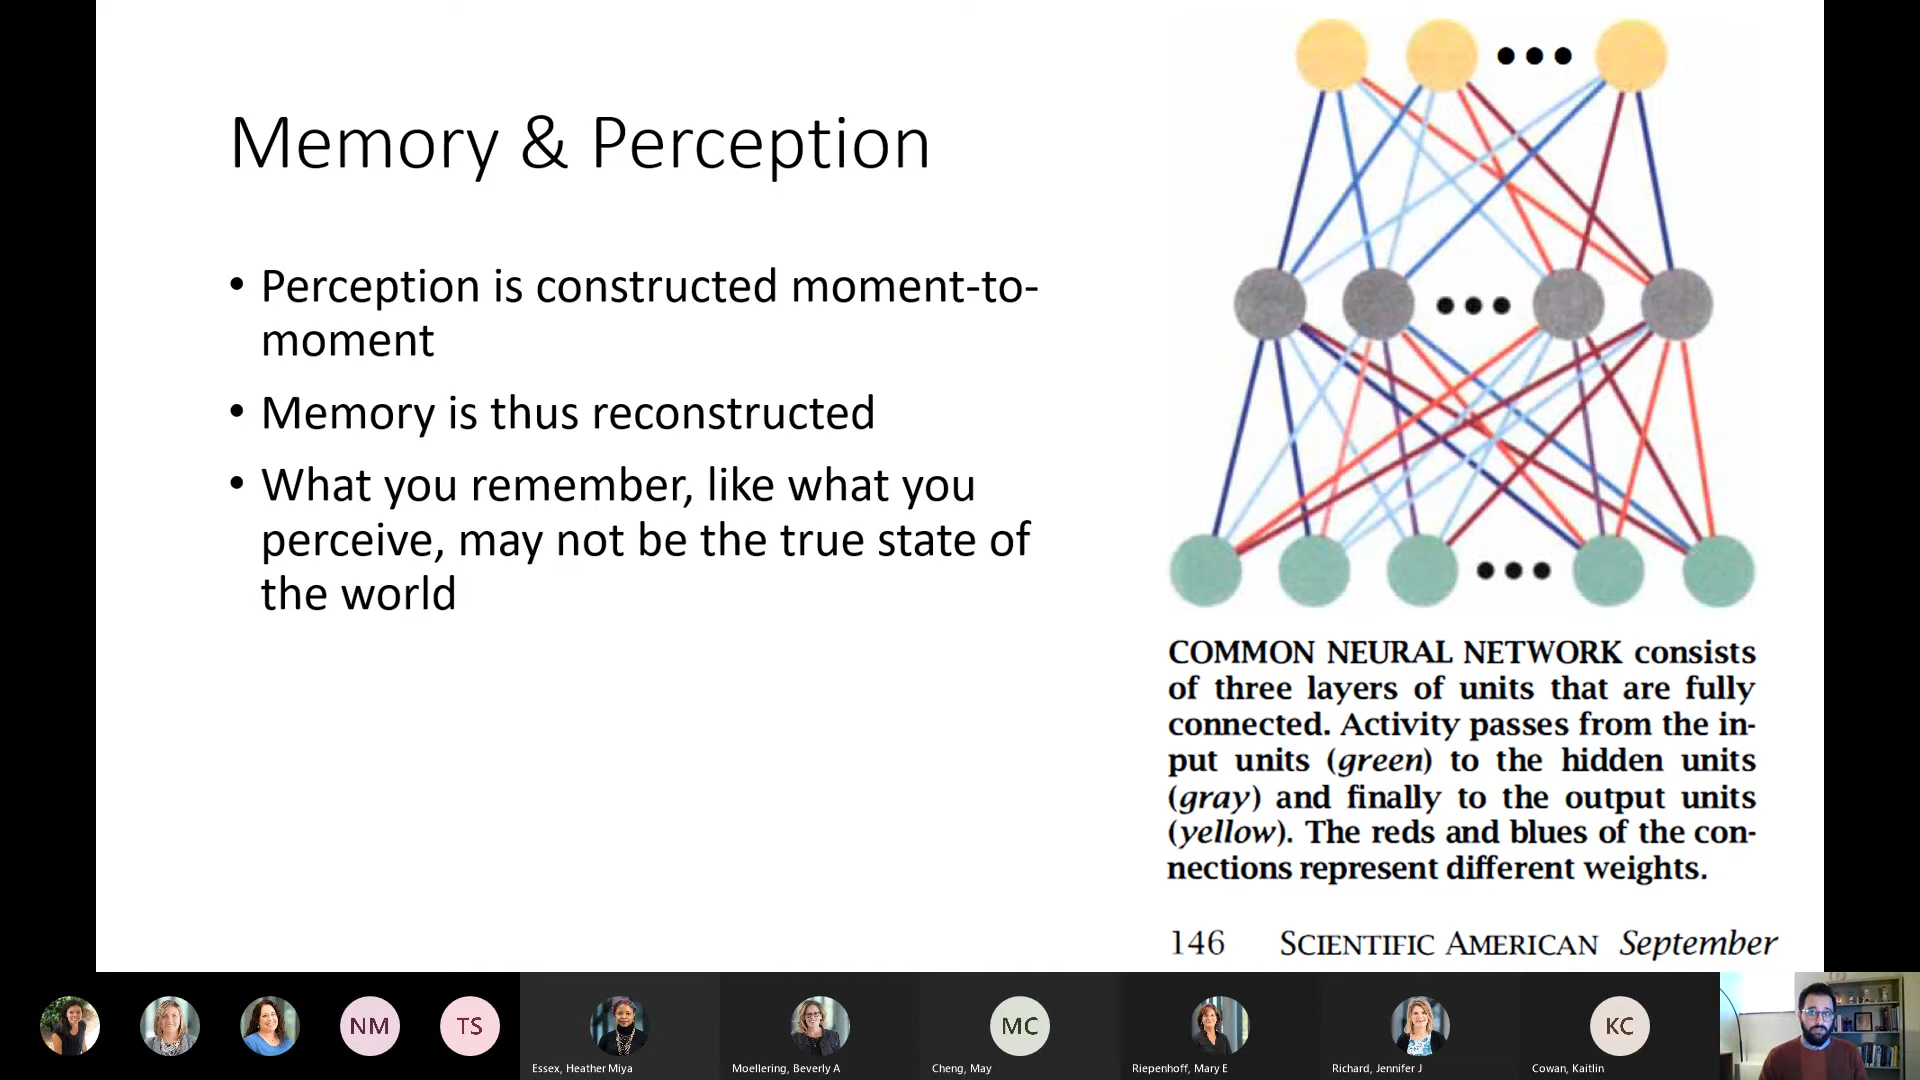 Memory & Perception
• Perception is constructed moment-to-
moment
• Memory is thus reconstructed
• What you remember, like what you
perceive, may not be the true state of
the world
COMMON NEURAL NETWORK consists
of three layers of units that are fully
connected. Activity passes from the in-
put units (green) to the hidden units
(gray) and finally to the output units
(yellow). The reds and blues of the con-
nections represent different weights.
146 SCIENTIFIC AMERICAN September
NM
TS
MC
KC
Essex, Heather Miya
Moellering, Beverly A
Cheng, May
Riepenhoff, Mary E
Richard, Jennifer J
Cowan, Kaitlin